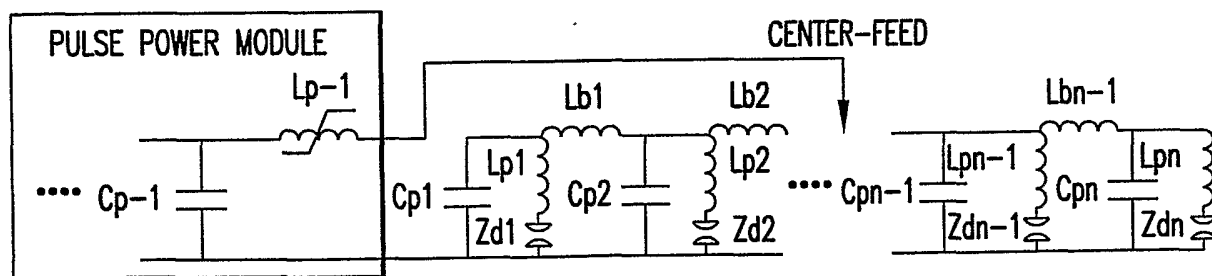 PULSE POWER MODULE
CENTER-FEED
Lp-1
Lb1
Lb2
Lbn-1
Lp1
Lp2
Lpn-1
Lpn
Cp-1
Cp1
Cp2
Cpn-1
Cpn
Zd1
Zd2
Zdn-1
Zdn